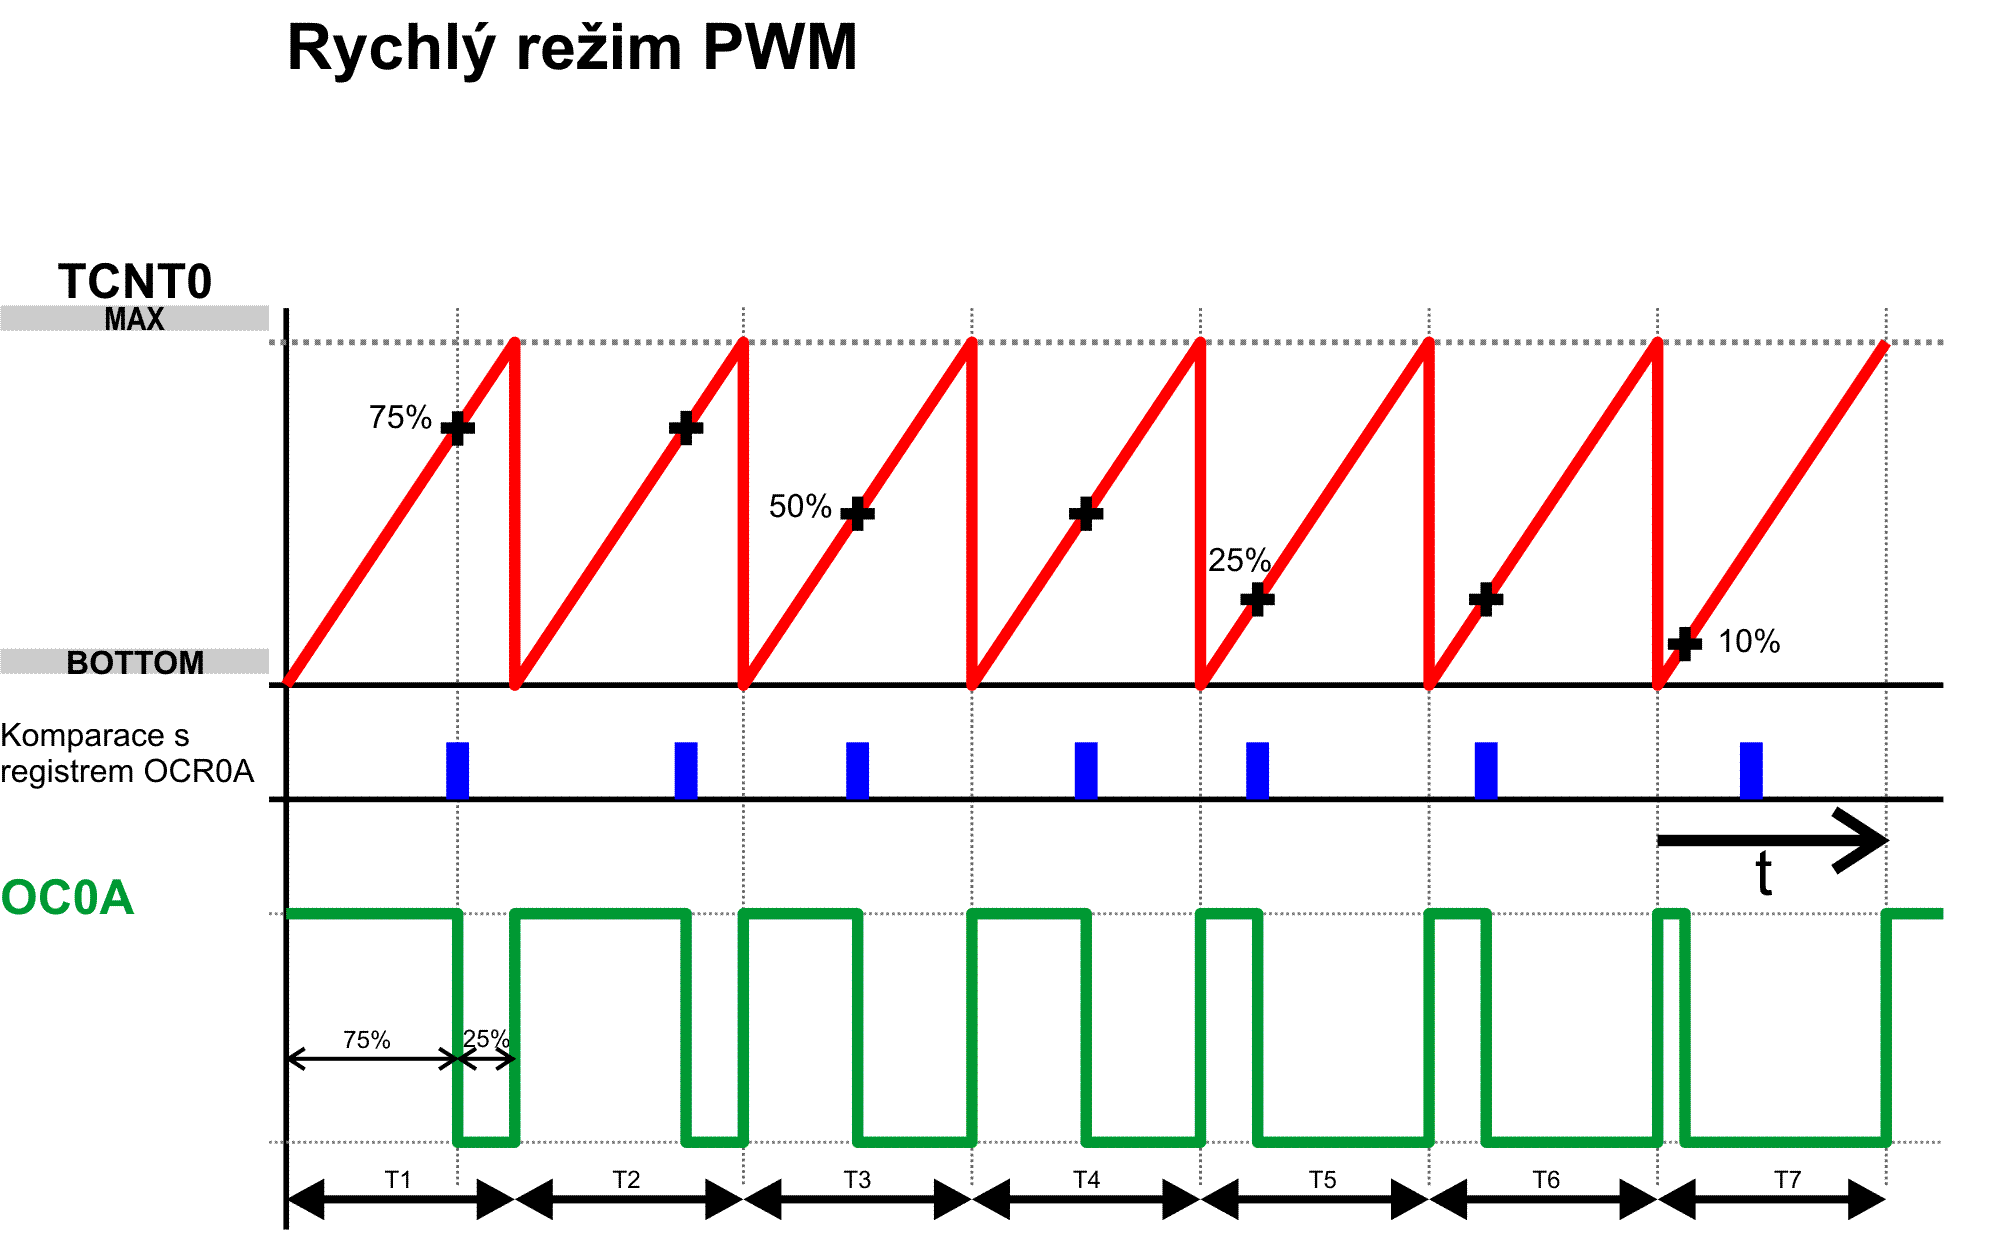 Rychlý režim PWM
TCNT0
MAX
75%
50%
25%
10%
BOTTOM
Komparace s
registrem OCR0A
t
OC0A
75%
25%
T1
T2
T3
T4
T5
T6
T7